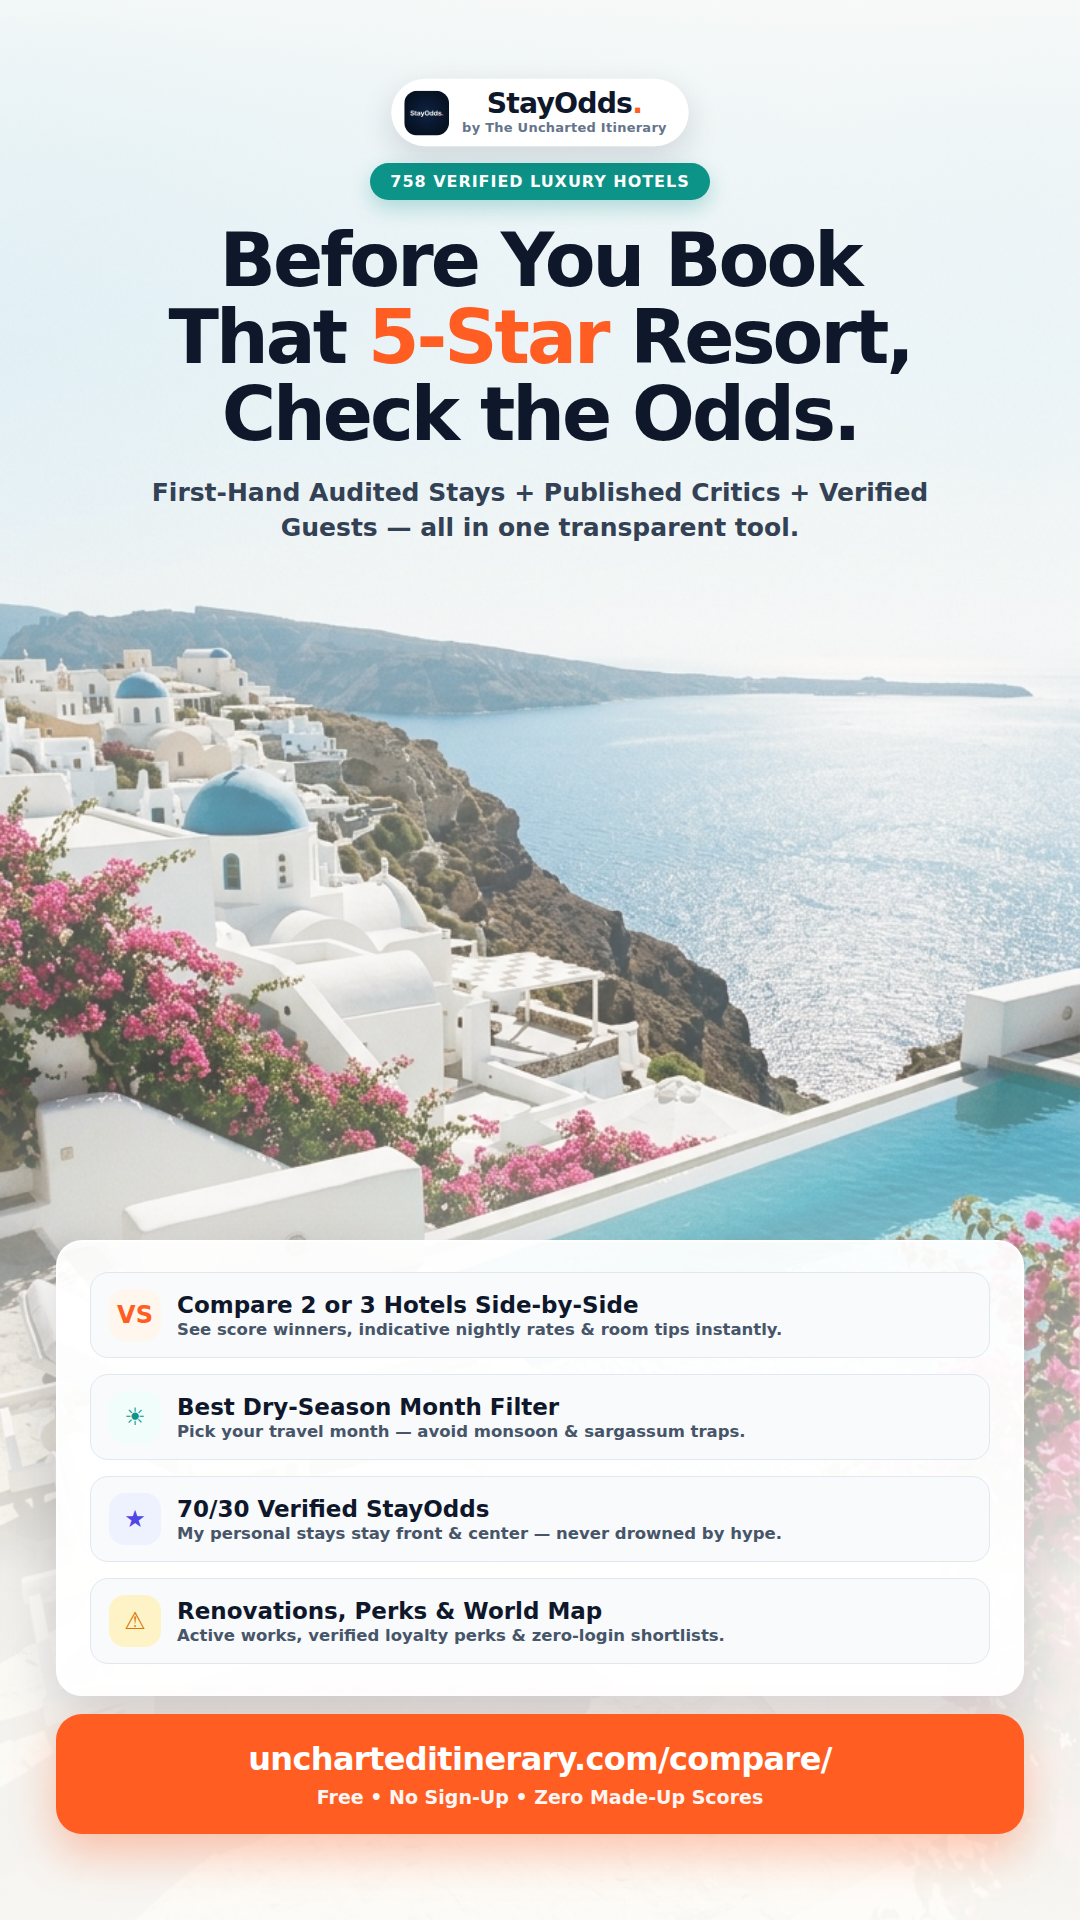 StayOdds.
StayOdds.
by The Uncharted Itinerary
758 VERIFIED LUXURY HOTELS
Before You Book
That 5-Star Resort,
Check the Odds.
First-Hand Audited Stays + Published Critics + Verified
Guests — all in one transparent tool.
VS
Compare 2 or 3 Hotels Side-by-Side
See score winners, indicative nightly rates & room tips instantly.
Best Dry-Season Month Filter
Pick your travel month — avoid monsoon & sargassum traps.
70/30 Verified StayOdds
My personal stays stay front & center — never drowned by hype.
Renovations, Perks & World Map
Active works, verified loyalty perks & zero-login shortlists.
uncharteditinerary.com/compare/
Free • No Sign-Up • Zero Made-Up Scores